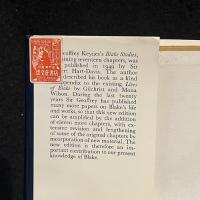 eoffrey Keynes's Blake Studies,
aining seventeen chapters, was
published in 1949 by Sir
ert Hart-Davis. The author
described his book as a kind
ppendix to the existing Lives
of Blake by Gilchrist and Mona
Wilson. During the last twenty
years Sir Geoffrey has published
many more papers on Blake's life
and works, so that this new edition
can be amplified by the addition
of eleven more chapters, with ex-
tensive revision and lengthening
of some of the original chapters by
incorporation of new material. The
new edition is therefore an im-
portant contribution to our present
knowledge of Blake.